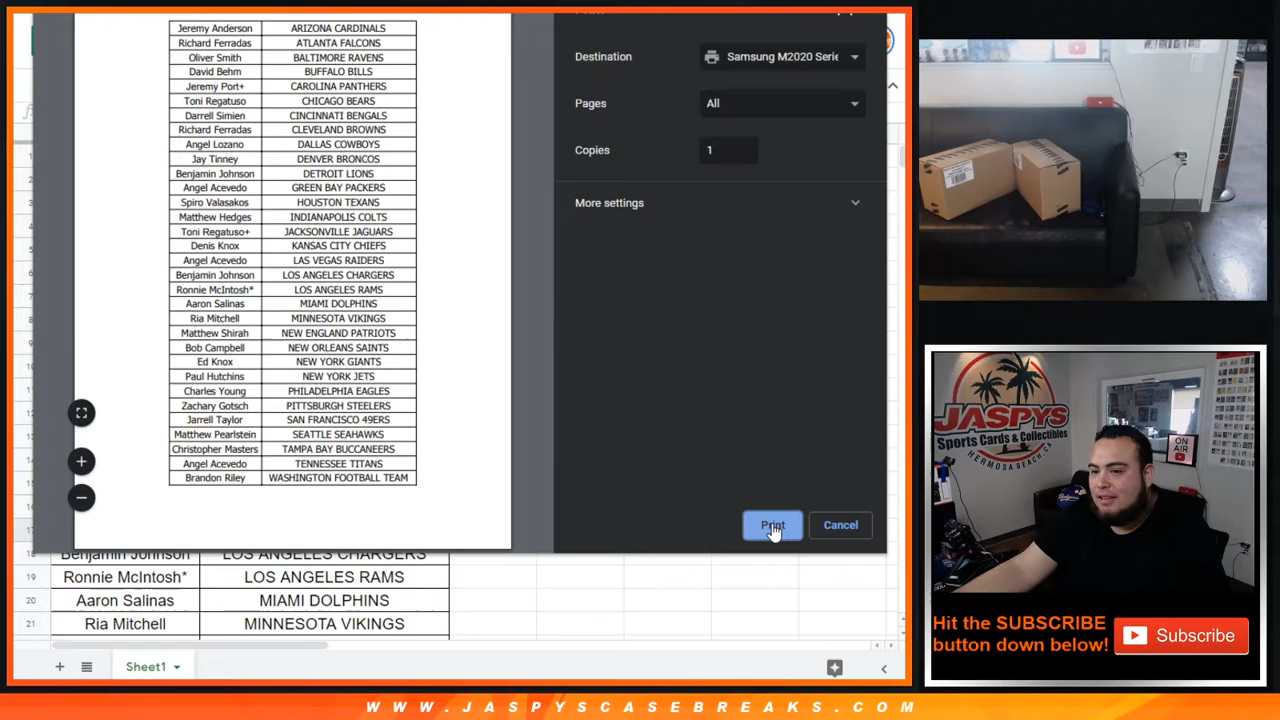 Jeremy Anderson ARIZONA CARDINALS
Richard Ferradas ATLANTA FALCONS
Oliver Smith BALTIMORE RAVENS
David Behm BUFFALO BILLS
Jeremy Port+ CAROLINA PANTHERS
Toni Regatuso CHICAGO BEARS
Darrell Simien CINCINNATI BENGALS
Richard Ferradas CLEVELAND BROWNS
Angel Lozano DALLAS COWBOYS
Jay Tinney DENVER BRONCOS
Benjamin Johnson DETROIT LIONS
Angel Acevedo GREEN BAY PACKERS
Spiro Valasakos HOUSTON TEXANS
Matthew Hedges INDIANAPOLIS COLTS
Toni Regatuso+ JACKSONVILLE JAGUARS
Denis Knox KANSAS CITY CHIEFS
Angel Acevedo LAS VEGAS RAIDERS
Benjamin Johnson LOS ANGELES CHARGERS
Ronnie McIntosh* LOS ANGELES RAMS
Aaron Salinas MIAMI DOLPHINS
Ria Mitchell MINNESOTA VIKINGS
Matthew Shirah NEW ENGLAND PATRIOTS
Bob Campbell NEW ORLEANS SAINTS
Ed Knox NEW YORK GIANTS
Paul Hutchins NEW YORK JETS
Charles Young PHILADELPHIA EAGLES
Zachary Gotsch PITTSBURGH STEELERS
Jarrell Taylor SAN FRANCISCO 49ERS
Matthew Pearlstein SEATTLE SEAHAWKS
Christopher Masters TAMPA BAY BUCCANEERS
Angel Acevedo TENNESSEE TITANS
Brandon Riley WASHINGTON FOOTBALL TEAM
Destination Samsung M2020 Serie
Pages All
Copies 1
More settings
Print Cancel
Benjamin Johnson LOS ANGELES CHARGERS
19 Ronnie McIntosh* LOS ANGELES RAMS
20 Aaron Salinas MIAMI DOLPHINS
21 Ria Mitchell MINNESOTA VIKINGS
Sheet1
JASPYS
Sports Cards & Collectibles
HERMOSA BEACH, CA
ON
AIR
Hit the SUBSCRIBE
button down below!
Subscribe
WWW.JASPYSCASEBREAKS.COM